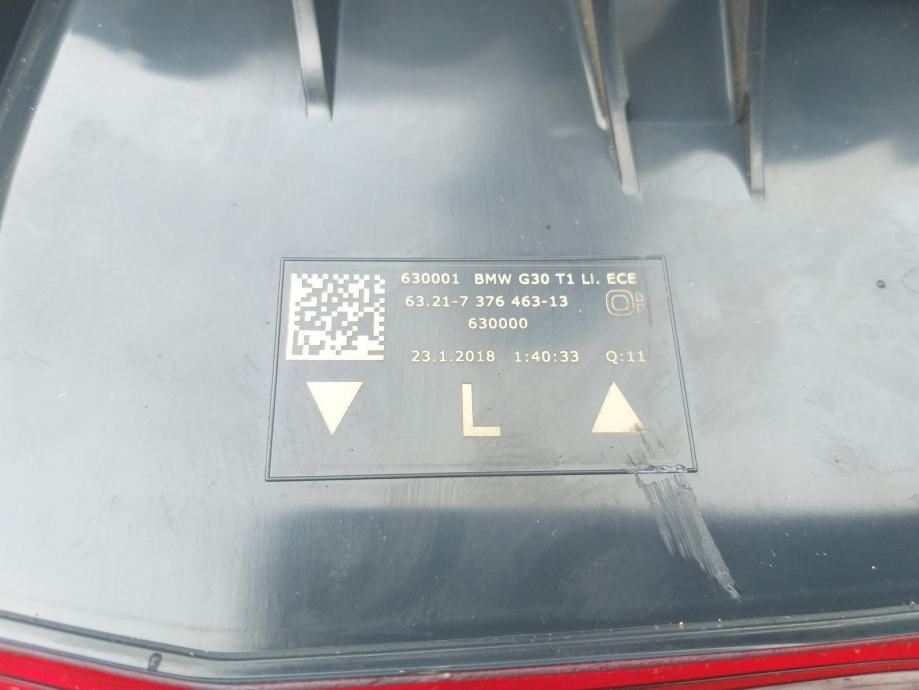 630001 BMW G30 T1 LI. ECE
63.21-7 376 463-13
630000
23.1.2018 1:40:33 Q:11
L